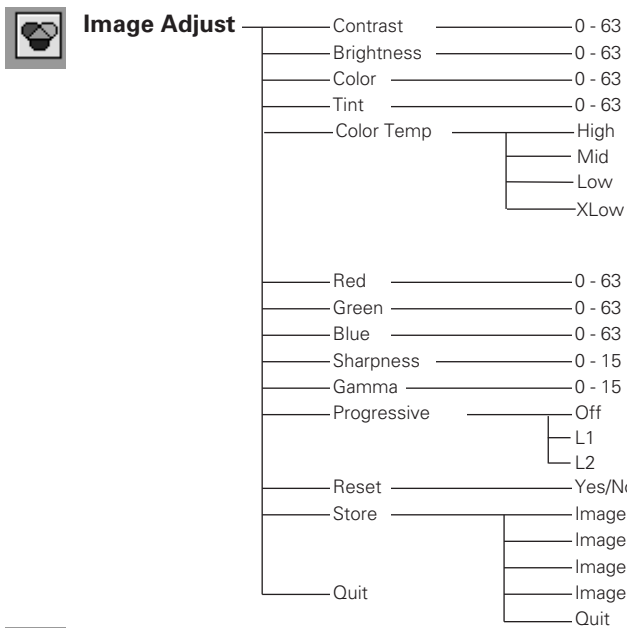 Image Adjust
Contrast 0 - 63
Brightness 0 - 63
Color 0 - 63
Tint 0 - 63
Color Temp High
Mid
Low
XLow
Red 0 - 63
Green 0 - 63
Blue 0 - 63
Sharpness 0 - 15
Gamma 0 - 15
Progressive Off
L1
L2
Reset Yes/No
Store Image
Image
Image
Quit Image
Quit